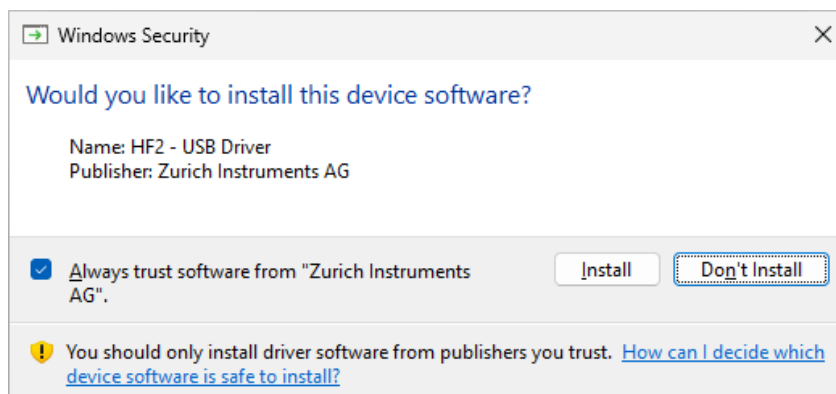 Windows Security
Would you like to install this device software?
Name: HF2 - USB Driver
Publisher: Zurich Instruments AG
Always trust software from "Zurich Instruments
AG".
Install
Don't Install
You should only install driver software from publishers you trust. How can I decide which
device software is safe to install?